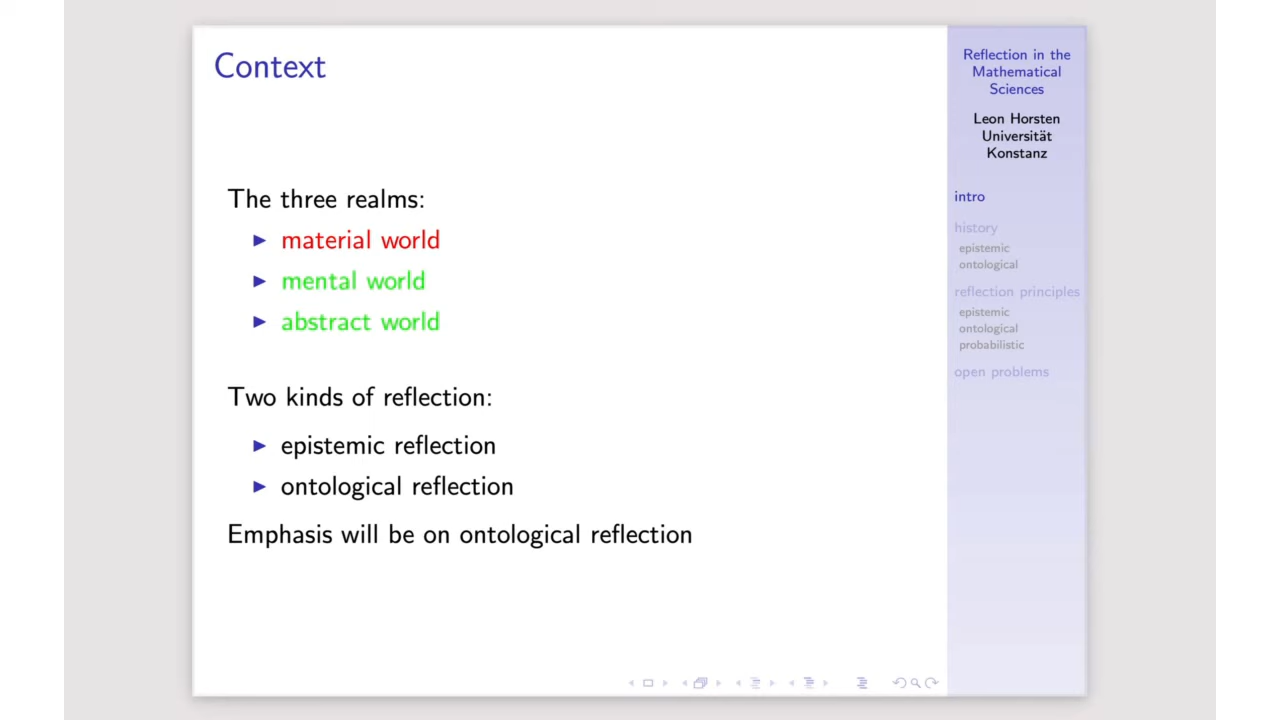 Context
The three realms:
material world
mental world
abstract world
Two kinds of reflection:
epistemic reflection
ontological reflection
Emphasis will be on ontological reflection
Reflection in the
Mathematical
Sciences
Leon Horsten
Universität
Konstanz
intro
history
epistemic
ontological
reflection principles
epistemic
ontological
probabilistic
open problems